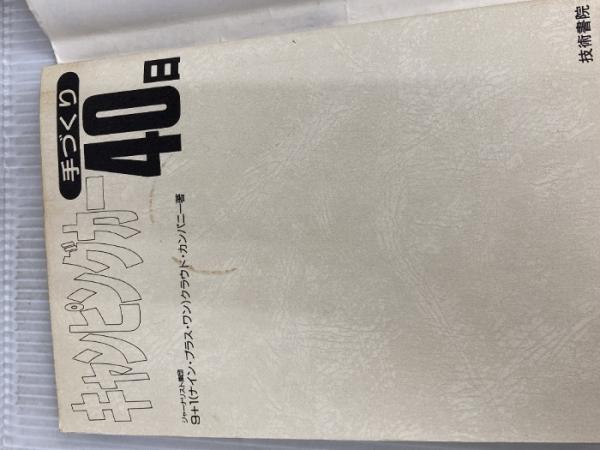 手づくり
キャンピングカー
40日
ジャーナリスト集団
9+1(ナイン・プラス・ワン)クラウド・カンパニー著
技術書院